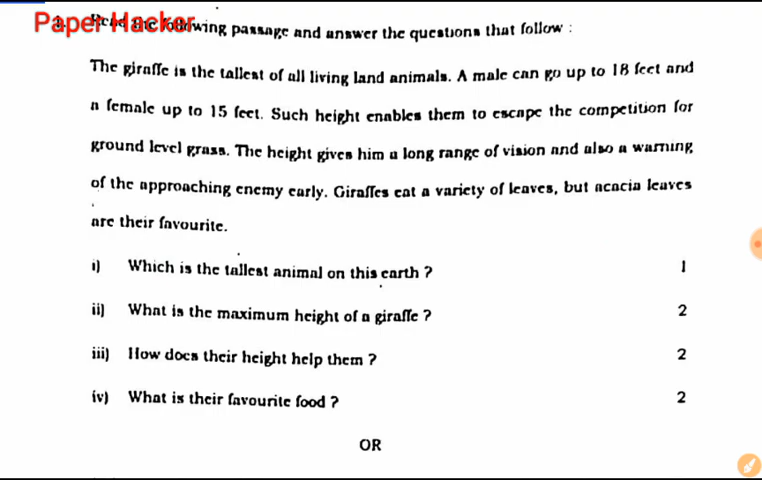 Paper Hacker
1. Read the following passage and answer the questions that follow :
The giraffe is the tallest of all living land animals. A male can go up to 18 feet and
a female up to 15 feet. Such height enables them to escape the competition for
ground level grass. The height gives him a long range of vision and also a warning
of the approaching enemy early. Giraffes eat a variety of leaves, but acacia leaves
are their favourite.
i) Which is the tallest animal on this earth ? 1
ii) What is the maximum height of a giraffe ? 2
iii) How does their height help them ? 2
iv) What is their favourite food ? 2
OR